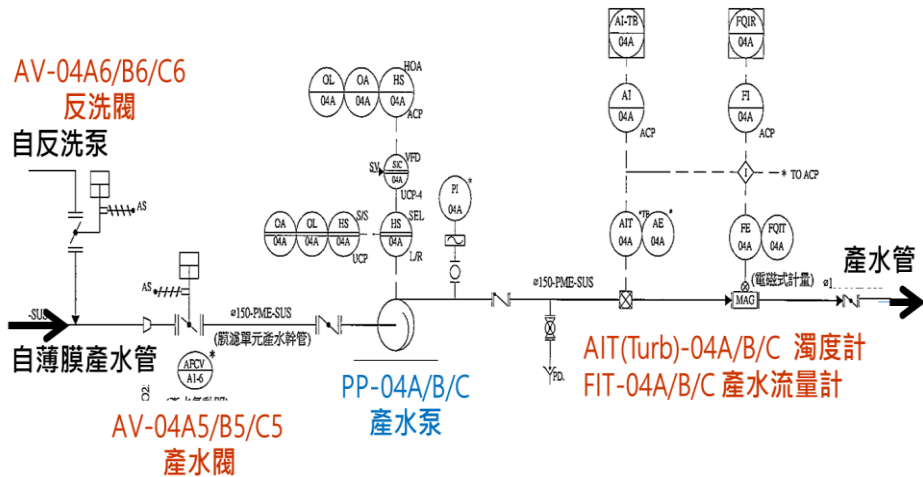 AI-TB
04A
FQIR
04A
AV-04A6/B6/C6
反洗閥
自反洗泵
OL
04A
OA
04A
HS
04A
HOA
ACP
AI
04A
ACP
FI
04A
ACP
S.V.
SIC
04A
VFD
UCP-4
PI
04A
*
I
* TO ACP
AS
OA
04A
OL
04A
HS
04A
S/S
UCP
HS
04A
SEL
L/R
AIT
04A
*TB
AE
04A
*
FE
04A
FQIT
04A
AS
產水管
(電磁式計量)
ø1
-SUS
ø150-PME-SUS
ø150-PME-SUS
MAG
自薄膜產水管
(膜濾單元產水幹管)
AFCV
A1-6
*
PD.
PP-04A/B/C
產水泵
AIT(Turb)-04A/B/C 濁度計
FIT-04A/B/C 產水流量計
AV-04A5/B5/C5
產水閥